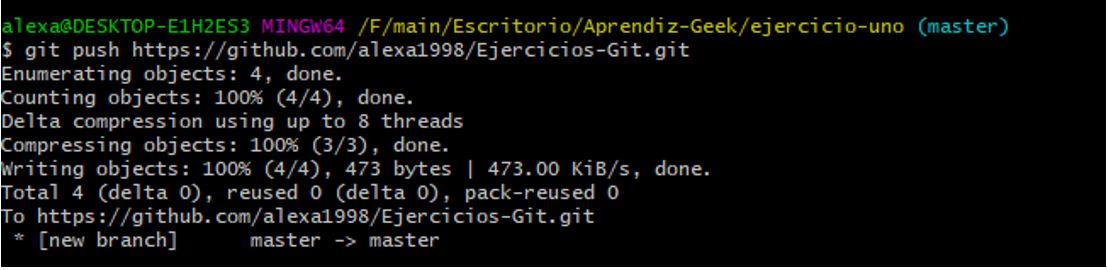 alexa@DESKTOP-E1H2ES3 MINGW64 /F/main/Escritorio/Aprendiz-Geek/ejercicio-uno (master)
$ git push https://github.com/alexa1998/Ejercicios-Git.git
Enumerating objects: 4, done.
Counting objects: 100% (4/4), done.
Delta compression using up to 8 threads
Compressing objects: 100% (3/3), done.
Writing objects: 100% (4/4), 473 bytes | 473.00 KiB/s, done.
Total 4 (delta 0), reused 0 (delta 0), pack-reused 0
To https://github.com/alexa1998/Ejercicios-Git.git
 * [new branch]      master -> master